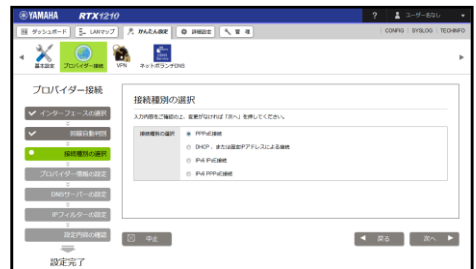 YAMAHA RTX1210
? ユーザー名なし
ダッシュボード LANマップ かんたん設定 詳細設定 管理 CONFIG SYSLOG TECHINFO
基本設定 プロバイダー接続 VPN ネットボランチDNS
プロバイダー接続
インターフェースの選択
回線自動判別
接続種別の選択
プロバイダー情報の設定
DNSサーバーの設定
IPフィルターの設定
設定内容の確認
設定完了
接続種別の選択
入力内容をご確認の上、変更がなければ「次へ」を押してください。
接続種別の選択 PPPoE接続
DHCP、または固定IPアドレスによる接続
IPv6 IPoE接続
IPv6 PPPoE接続
中止 戻る 次へ